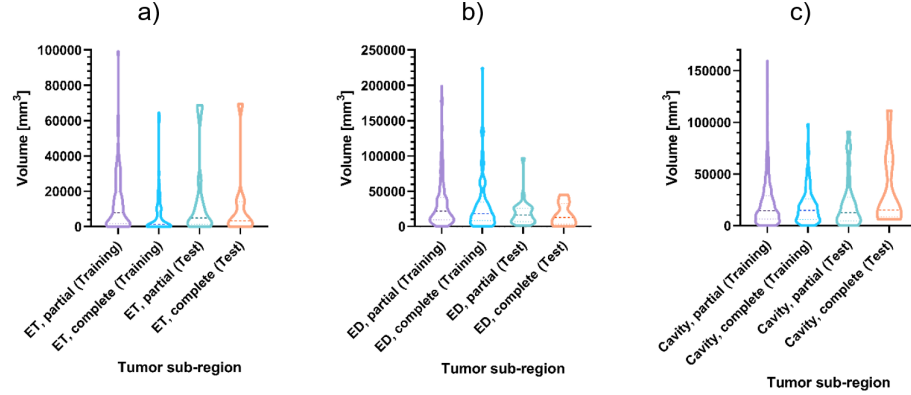 a)
Volume [mm³]
100000
80000
60000
40000
20000
0
ET, partial (Training)
ET, complete (Training)
ET, partial (Test)
ET, complete (Test)
Tumor sub-region
b)
Volume [mm³]
250000
200000
150000
100000
50000
0
ED, partial (Training)
ED, complete (Training)
ED, partial (Test)
ED, complete (Test)
Tumor sub-region
c)
Volume [mm³]
150000
100000
50000
0
Cavity, partial (Training)
Cavity, complete (Training)
Cavity, partial (Test)
Cavity, complete (Test)
Tumor sub-region